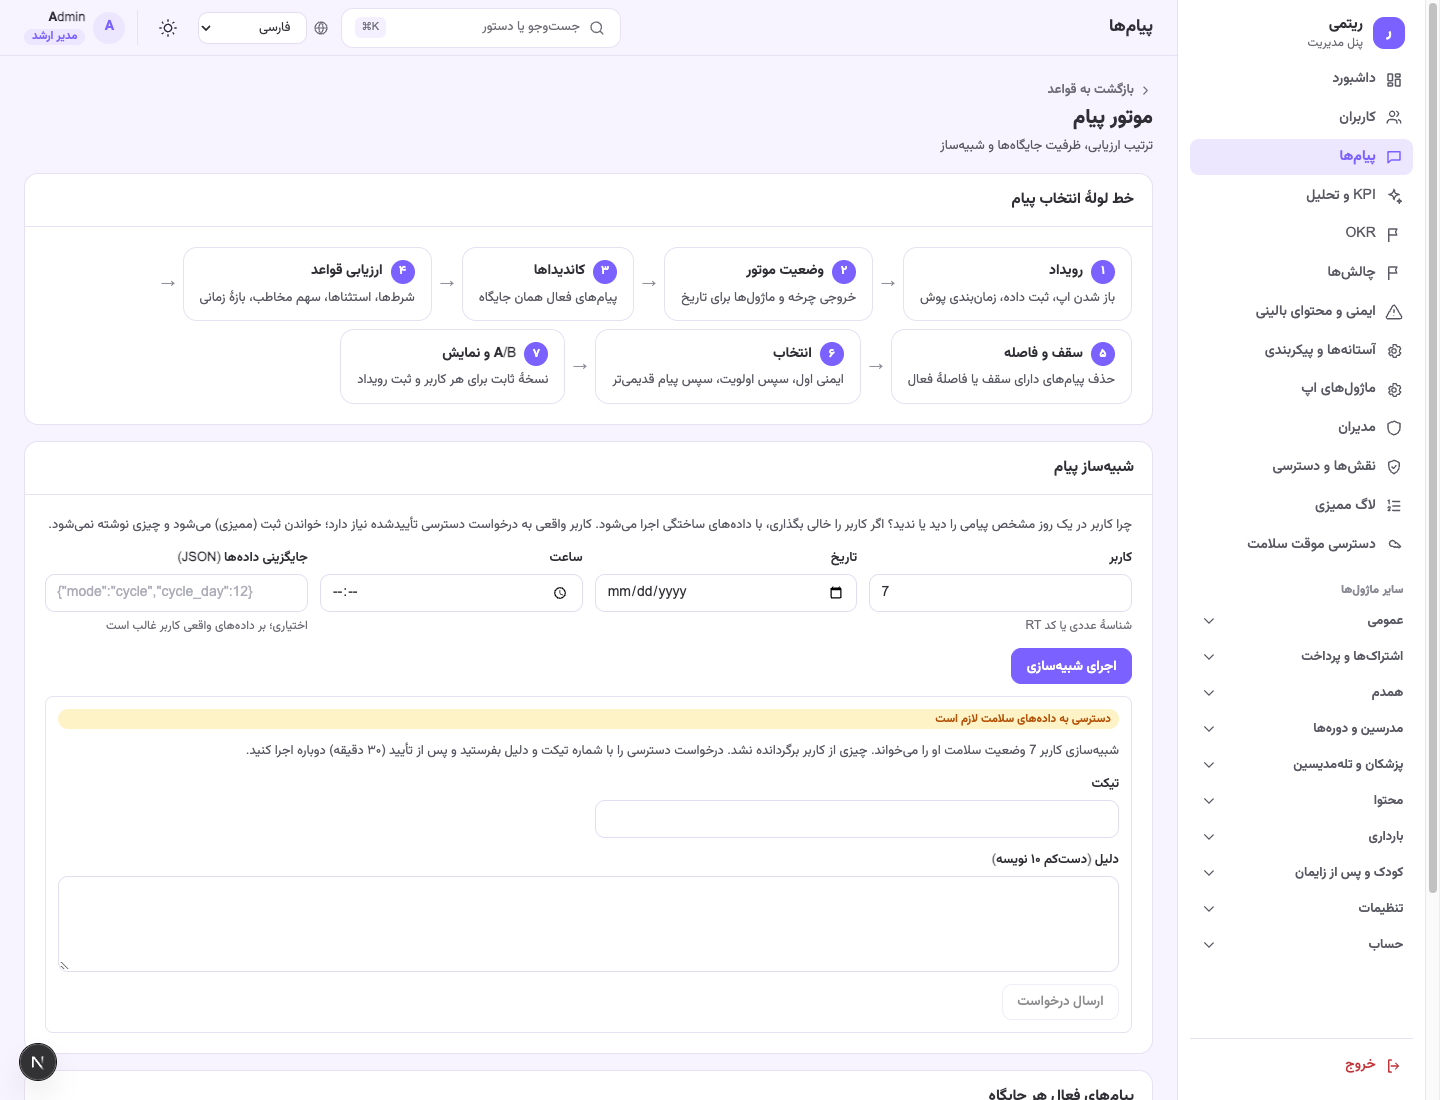 ر
ریتمی
پنل مدیریت
داشبورد
کاربران
پیام‌ها
KPI و تحلیل
OKR
چالش‌ها
ایمنی و محتوای بالینی
آستانه‌ها و پیکربندی
ماژول‌های اپ
مدیران
نقش‌ها و دسترسی
لاگ ممیزی
دسترسی موقت سلامت
سایر ماژول‌ها
عمومی
اشتراک‌ها و پرداخت
همدم
مدرسین و دوره‌ها
پزشکان و تله‌مدیسین
محتوا
بارداری
کودک و پس از زایمان
تنظیمات
حساب
خروج
پیام‌ها
جست‌وجو یا دستور
⌘K
فارسی
A
Admin
مدیر ارشد
بازگشت به قواعد
موتور پیام
ترتیب ارزیابی، ظرفیت جایگاه‌ها و شبیه‌ساز
خط لولهٔ انتخاب پیام
۱ رویداد
باز شدن اپ، ثبت داده، زمان‌بندی پوش
→
۲ وضعیت موتور
خروجی چرخه و ماژول‌ها برای تاریخ
→
۳ کاندیداها
پیام‌های فعال همان جایگاه
→
۴ ارزیابی قواعد
شرط‌ها، استثناها، سهم مخاطب، بازهٔ زمانی
→
۵ سقف و فاصله
حذف پیام‌های دارای سقف یا فاصلهٔ فعال
→
۶ انتخاب
ایمنی اول، سپس اولویت، سپس پیام قدیمی‌تر
→
۷ A/B و نمایش
نسخهٔ ثابت برای هر کاربر و ثبت رویداد
شبیه‌ساز پیام
چرا کاربر در یک روز مشخص پیامی را دید یا ندید؟ اگر کاربر را خالی بگذاری، با داده‌های ساختگی اجرا می‌شود. کاربر واقعی به درخواست دسترسی تأییدشده نیاز دارد؛ خواندن ثبت (ممیزی) می‌شود و چیزی نوشته نمی‌شود.
کاربر
7
شناسهٔ عددی یا کد RT
تاریخ
mm/dd/yyyy
ساعت
--:--
جایگزینی داده‌ها (JSON)
{"mode":"cycle","cycle_day":12}
اختیاری؛ بر داده‌های واقعی کاربر غالب است
اجرای شبیه‌سازی
دسترسی به داده‌های سلامت لازم است
شبیه‌سازی کاربر 7 وضعیت سلامت او را می‌خواند. چیزی از کاربر برگردانده نشد. درخواست دسترسی را با شماره تیکت و دلیل بفرستید و پس از تأیید (۳۰ دقیقه) دوباره اجرا کنید.
تیکت
دلیل (دست‌کم ۱۰ نویسه)
ارسال درخواست
پیام‌های فعال هر جایگاه
N